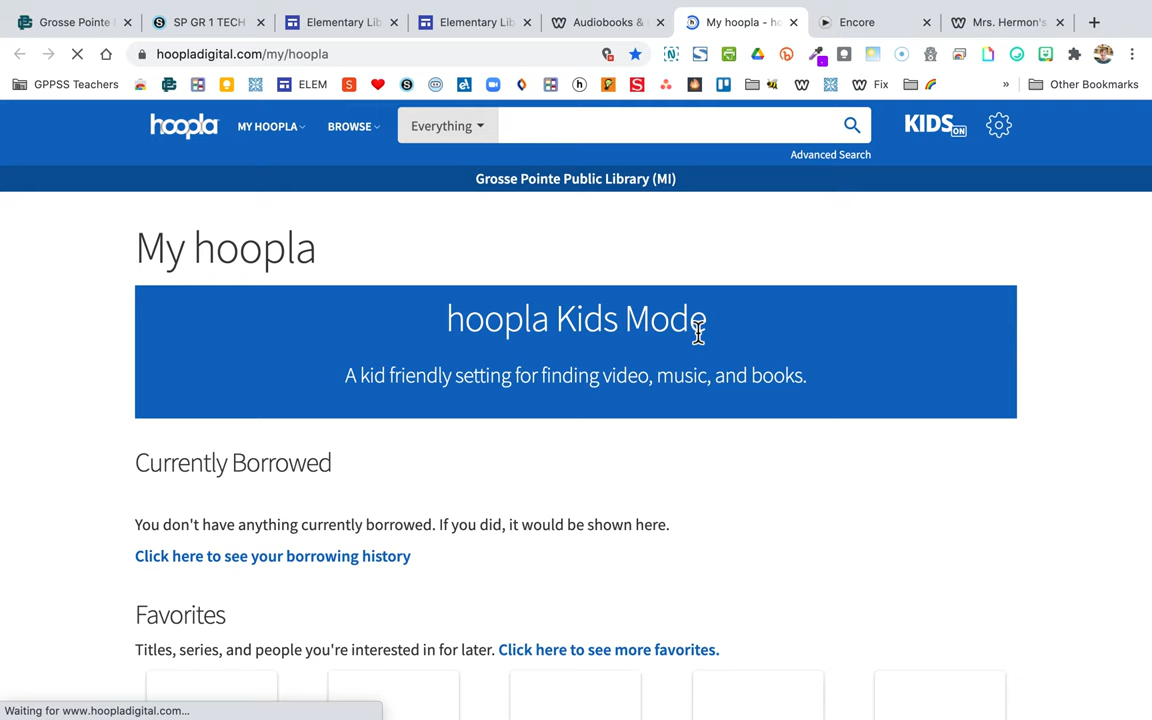 Grosse Pointe
SP GR 1 TECH
Elementary Lib
Elementary Lib
Audiobooks &
My hoopla - ho
Encore
Mrs. Hermon's
hoopladigital.com/my/hoopla
GPPSS Teachers
ELEM
Fix
»
Other Bookmarks
hoopla
MY HOOPLA
BROWSE
Everything
KIDS ON
Advanced Search
Grosse Pointe Public Library (MI)
My hoopla
hoopla Kids Mode
A kid friendly setting for finding video, music, and books.
Currently Borrowed
You don't have anything currently borrowed. If you did, it would be shown here.
Click here to see your borrowing history
Favorites
Titles, series, and people you're interested in for later. Click here to see more favorites.
Waiting for www.hoopladigital.com...